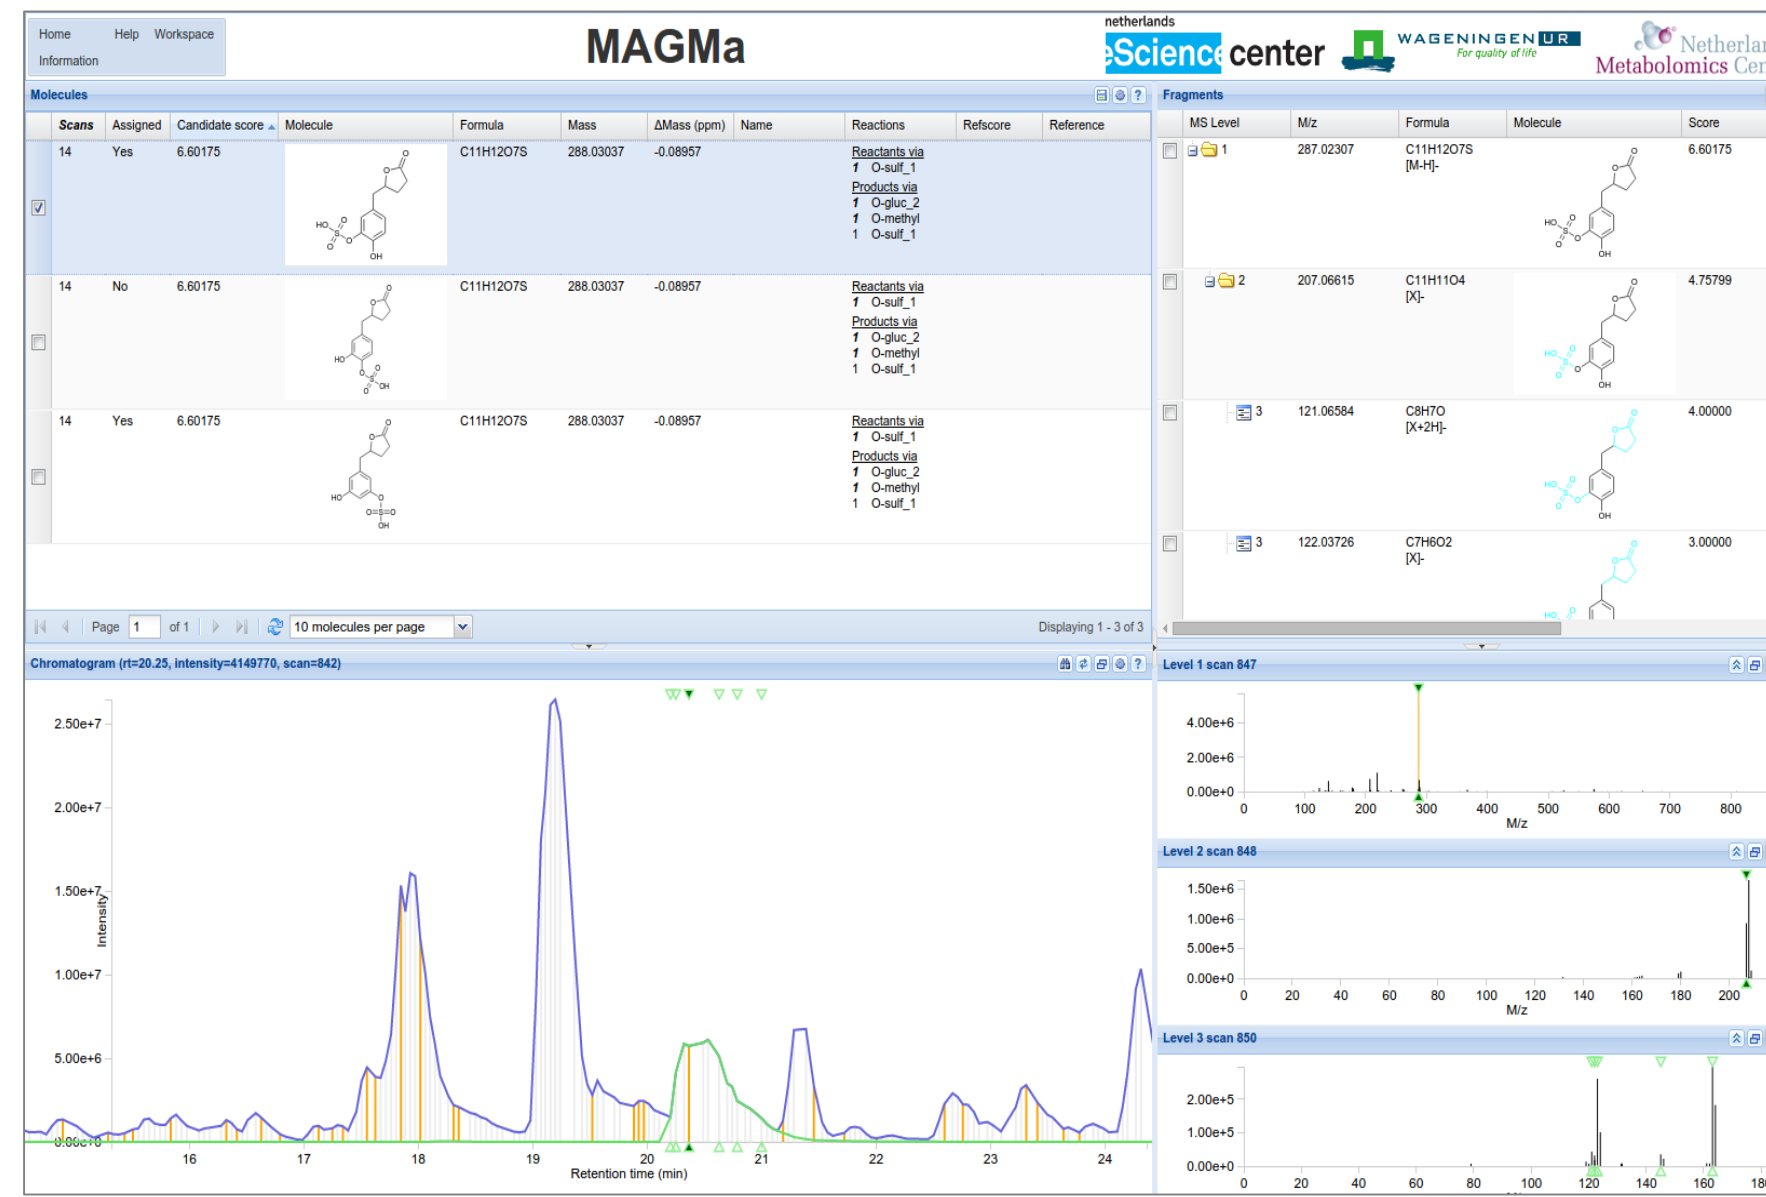 Home Help Workspace
Information
MAGMa
netherlands
eScience center
WAGENINGEN UR
For quality of life
Netherlan
Metabolomics Cen
Molecules
Scans Assigned Candidate score Molecule Formula Mass ΔMass (ppm) Name Reactions Refscore Reference
14 Yes 6.60175 C11H12O7S 288.03037 -0.08957 Reactants via
1 O-sulf_1
Products via
1 O-gluc_2
1 O-methyl
1 O-sulf_1
14 No 6.60175 C11H12O7S 288.03037 -0.08957 Reactants via
1 O-sulf_1
Products via
1 O-gluc_2
1 O-methyl
1 O-sulf_1
14 Yes 6.60175 C11H12O7S 288.03037 -0.08957 Reactants via
1 O-sulf_1
Products via
1 O-gluc_2
1 O-methyl
1 O-sulf_1
Page 1 of 1 10 molecules per page Displaying 1 - 3 of 3
Fragments
MS Level M/z Formula Molecule Score
1 287.02307 C11H12O7S 6.60175
[M-H]-
2 207.06615 C11H11O4 4.75799
[X]-
3 121.06584 C8H7O 4.00000
[X+2H]-
3 122.03726 C7H6O2 3.00000
[X]-
Chromatogram (rt=20.25, intensity=4149770, scan=842)
2.50e+7
2.00e+7
1.50e+7
Intensity
1.00e+7
5.00e+6
0.00e+0
16 17 18 19 20 21 22 23 24
Retention time (min)
Level 1 scan 847
4.00e+6
2.00e+6
0.00e+0
0 100 200 300 400 500 600 700 800
M/z
Level 2 scan 848
1.50e+6
1.00e+6
5.00e+5
0.00e+0
0 20 40 60 80 100 120 140 160 180 200
M/z
Level 3 scan 850
2.00e+5
1.00e+5
0.00e+0
0 20 40 60 80 100 120 140 160 180